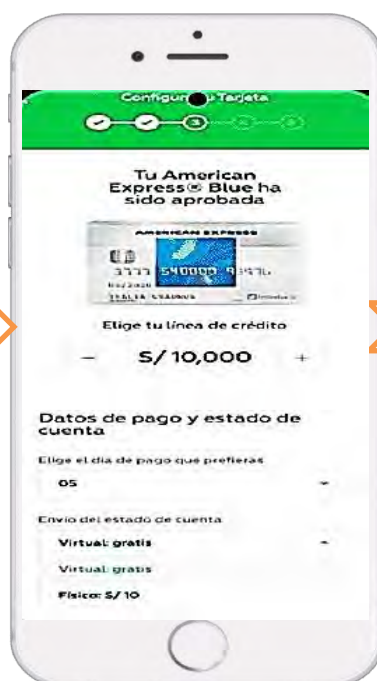 Configura tu Tarjeta
3
Tu American
Express® Blue ha
sido aprobada
AMERICAN EXPRESS
Elige tu línea de crédito
− S/ 10,000 +
Datos de pago y estado de
cuenta
Elige el día de pago que prefieras
05
Envío del estado de cuenta
Virtual: gratis
Virtual: gratis
Físico: S/ 10